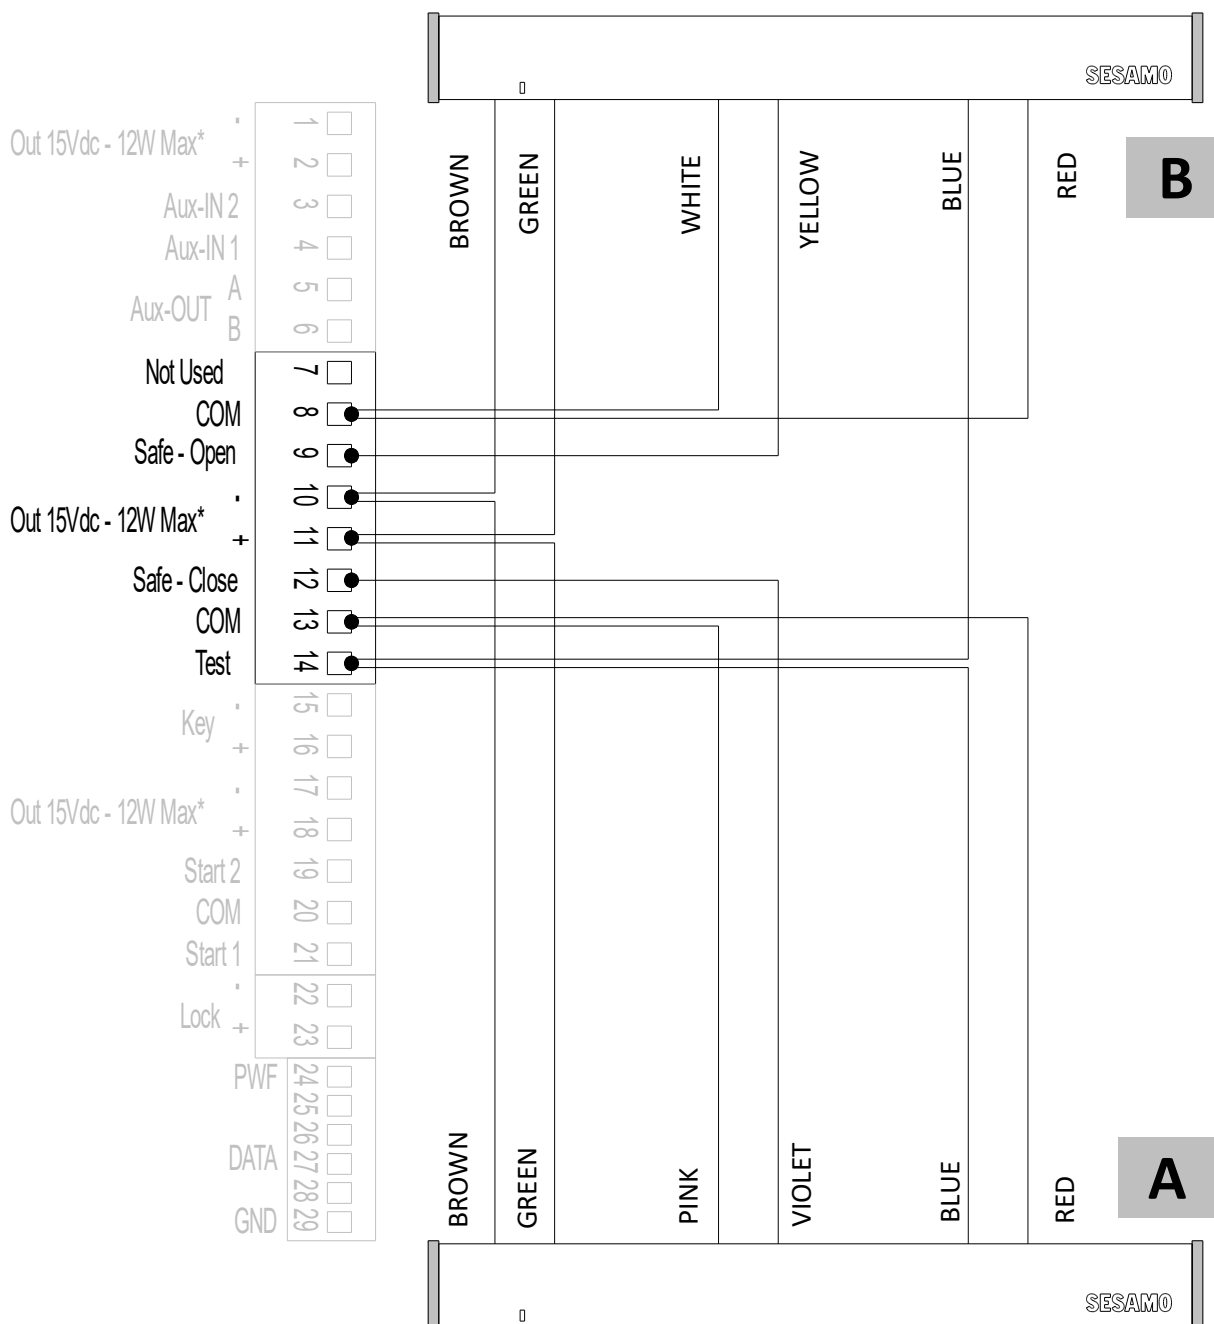 SESAMO
BROWN
GREEN
WHITE
YELLOW
BLUE
RED
B
Out 15Vdc - 12W Max*
- 1
+ 2
Aux-IN 2 3
Aux-IN 1 4
Aux-OUT
A 5
B 6
Not Used 7
COM 8
Safe - Open 9
Out 15Vdc - 12W Max*
- 10
+ 11
Safe - Close 12
COM 13
Test 14
Key
- 15
+ 16
Out 15Vdc - 12W Max*
- 17
+ 18
Start 2 19
COM 20
Start 1 21
Lock
- 22
+ 23
PWF 24
25
26
DATA 27
28
GND 29
BROWN
GREEN
PINK
VIOLET
BLUE
RED
A
SESAMO